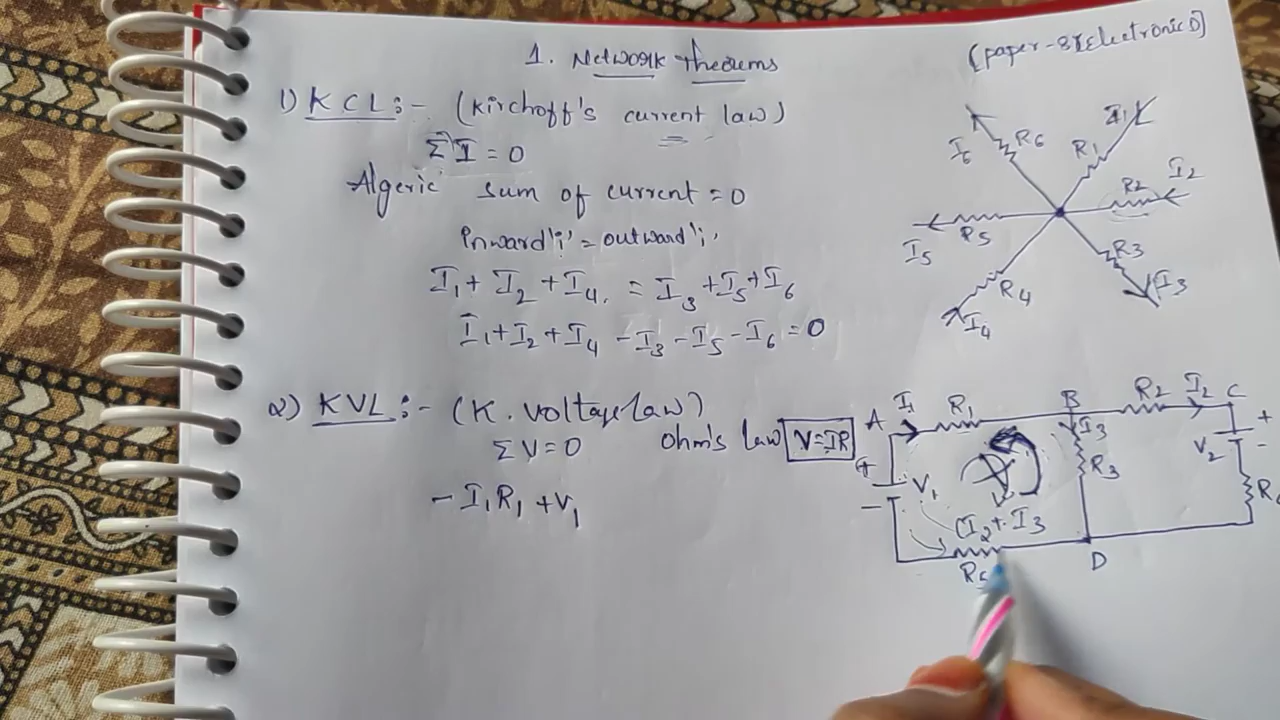 1. Network Theorems
(paper-8)(Electronics)
1) KCL:- (Kirchoff's current law)
Σ I = 0
Algeric sum of current = 0
Inward 'i' = outward 'i'
I1 + I2 + I4 = I3 + I5 + I6
I1 + I2 + I4 - I3 - I5 - I6 = 0
I6 R6 R1 I1
R2 I2
I5 R5 R3 I3
R4 I4
2) KVL:- (K. voltage law)
Σ V = 0
ohm's law V=IR
- I1R1 + V1
A I1 R1 B R2 I2 C
+ I3 +
V1 R3 V2 -
-
(I2 + I3
R5 D